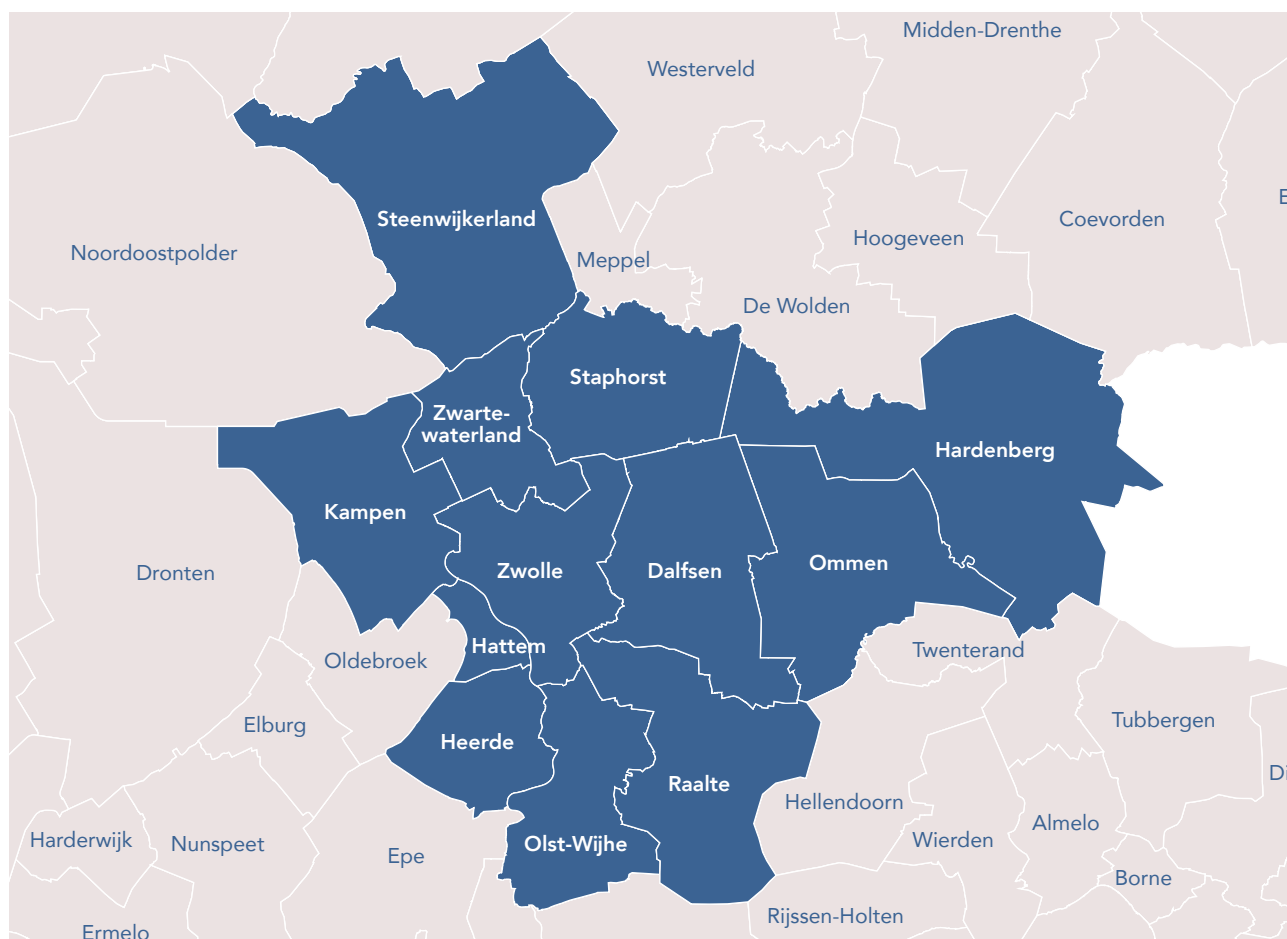 Midden-Drenthe
Westerveld
Steenwijkerland
Coevorden
Hoogeveen
Noordoostpolder
Meppel
De Wolden
Staphorst
Zwarte-
waterland
Hardenberg
Kampen
Zwolle
Dalfsen
Ommen
Dronten
Hattem
Twenterand
Oldebroek
Elburg
Tubbergen
Heerde
Raalte
Hellendoorn
Almelo
Harderwijk
Nunspeet
Olst-Wijhe
Wierden
Epe
Borne
Rijssen-Holten
Ermelo